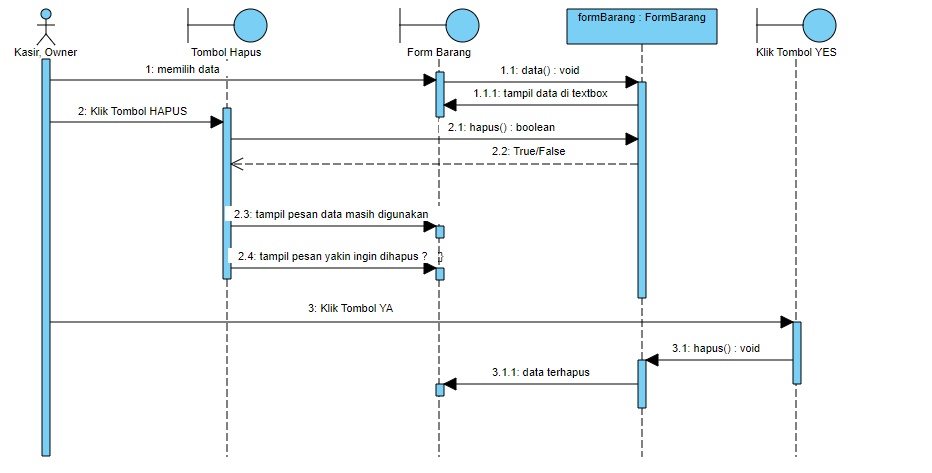 Kasir, Owner
Tombol Hapus
Form Barang
formBarang : FormBarang
Klik Tombol YES
1: memilih data
1.1: data() : void
1.1.1: tampil data di textbox
2: Klik Tombol HAPUS
2.1: hapus() : boolean
2.2: True/False
2.3: tampil pesan data masih digunakan
2.4: tampil pesan yakin ingin dihapus ?
3: Klik Tombol YA
3.1: hapus() : void
3.1.1: data terhapus